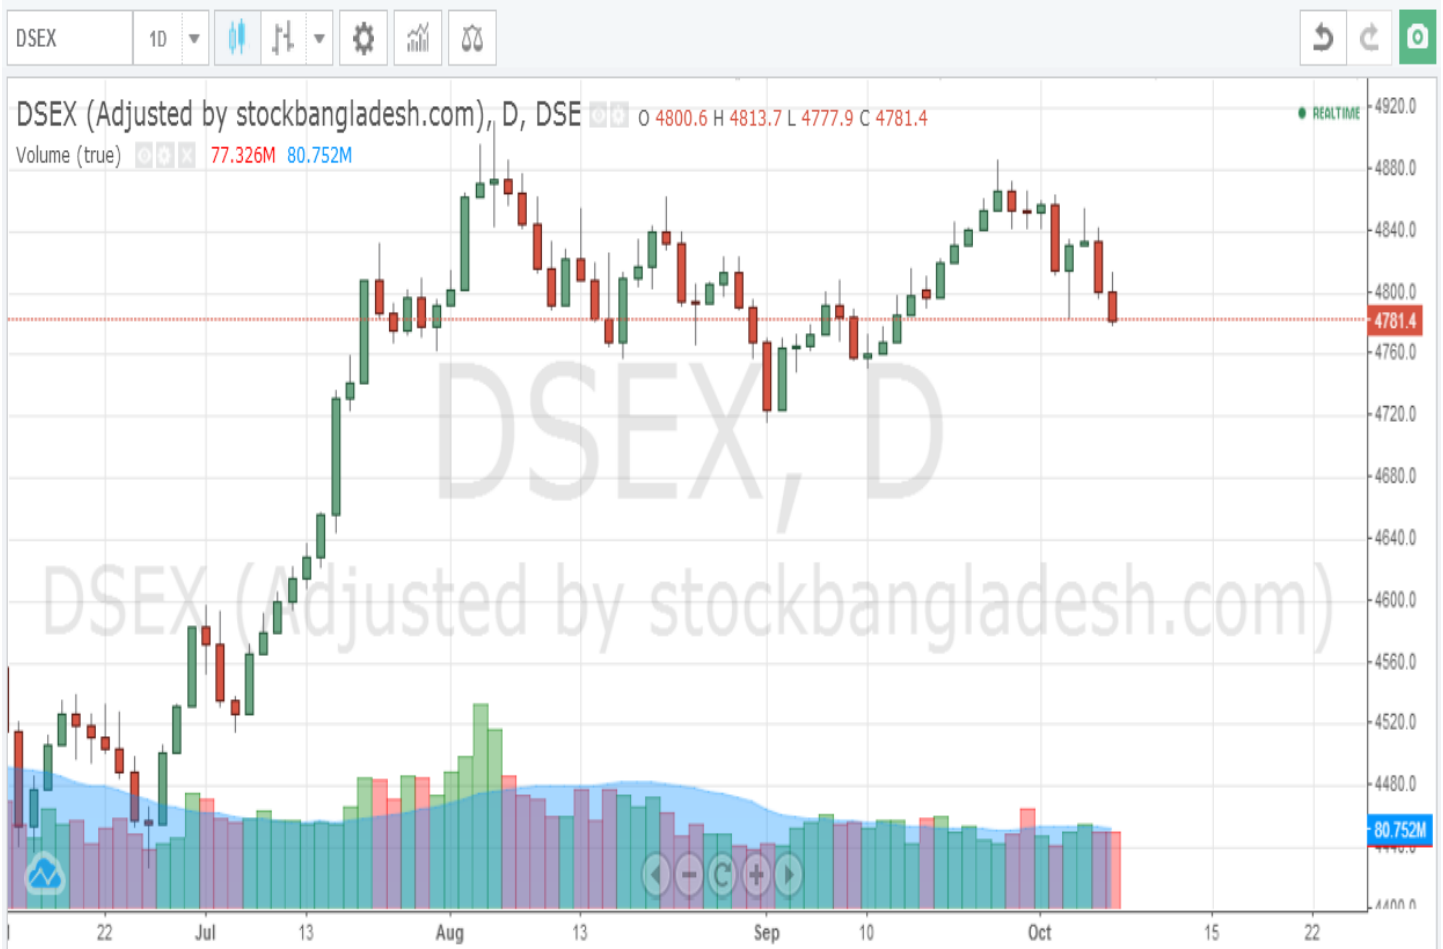 DSEX 1D
DSEX (Adjusted by stockbangladesh.com), D, DSE O 4800.6 H 4813.7 L 4777.9 C 4781.4
REALTIME
Volume (true) 77.326M 80.752M
4920.0
4880.0
4840.0
4800.0
4781.4
4760.0
4720.0
4680.0
4640.0
4600.0
4560.0
4520.0
4480.0
80.752M
4400.0
DSEX, D
DSEX (Adjusted by stockbangladesh.com)
22 Jul 13 Aug 13 Sep 10 Oct 15 22